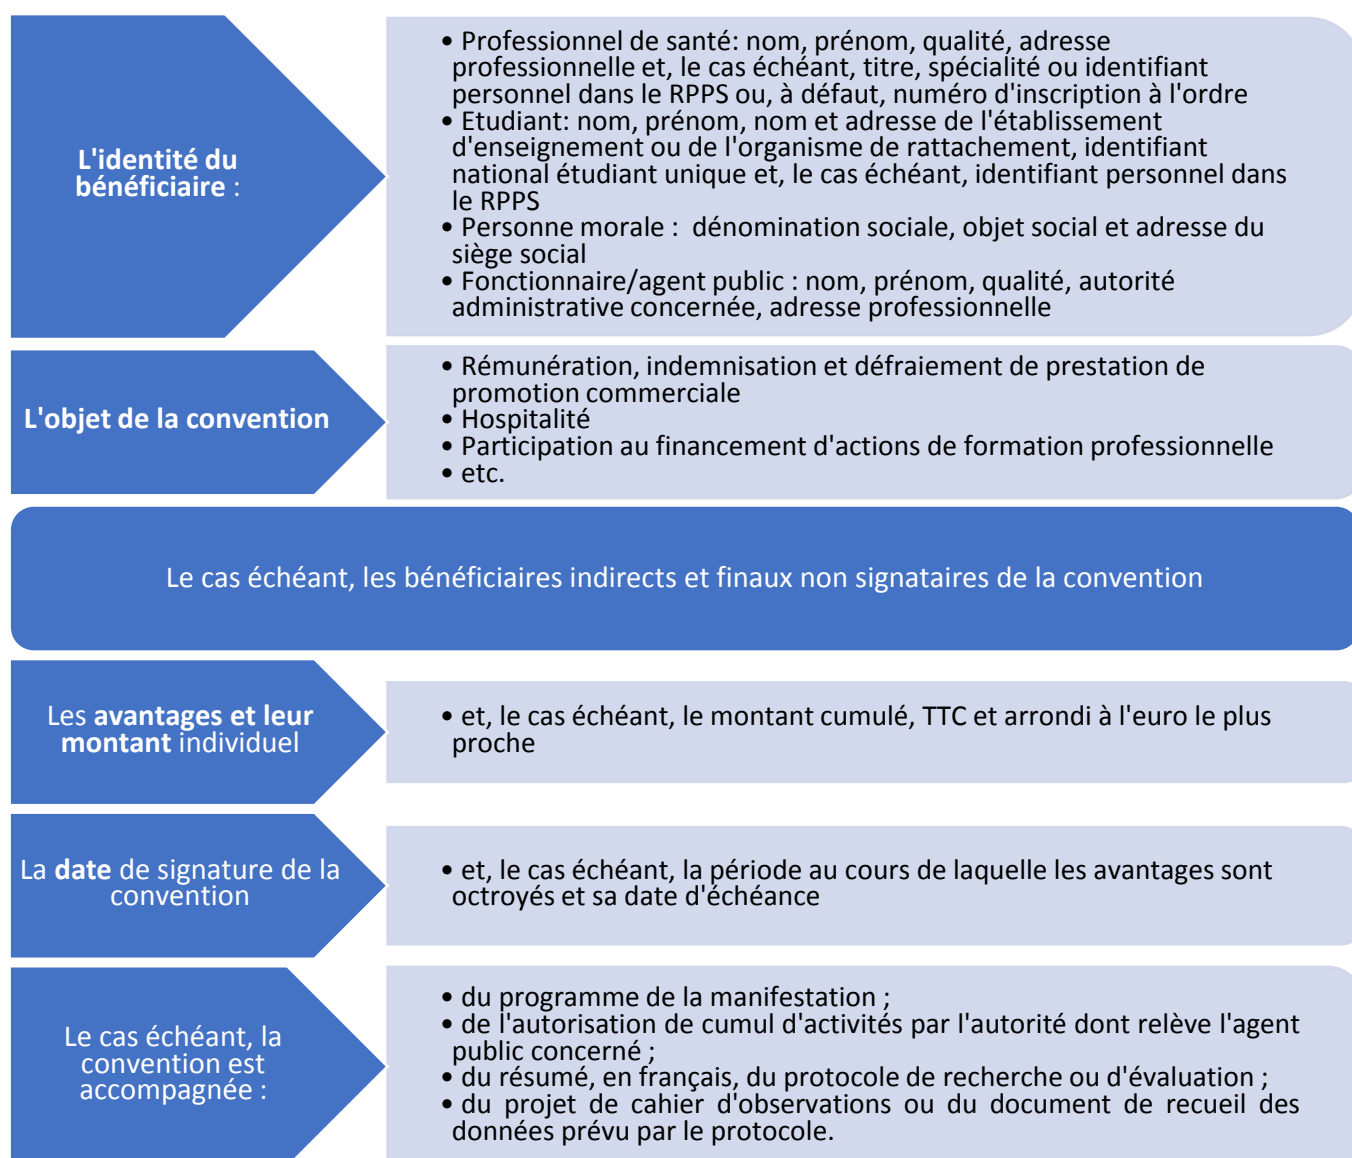 L'identité du
bénéficiaire :
• Professionnel de santé: nom, prénom, qualité, adresse
professionnelle et, le cas échéant, titre, spécialité ou identifiant
personnel dans le RPPS ou, à défaut, numéro d'inscription à l'ordre
• Etudiant: nom, prénom, nom et adresse de l'établissement
d'enseignement ou de l'organisme de rattachement, identifiant
national étudiant unique et, le cas échéant, identifiant personnel dans
le RPPS
• Personne morale : dénomination sociale, objet social et adresse du
siège social
• Fonctionnaire/agent public : nom, prénom, qualité, autorité
administrative concernée, adresse professionnelle
L'objet de la convention
• Rémunération, indemnisation et défraiement de prestation de
promotion commerciale
• Hospitalité
• Participation au financement d'actions de formation professionnelle
• etc.
Le cas échéant, les bénéficiaires indirects et finaux non signataires de la convention
Les avantages et leur
montant individuel
• et, le cas échéant, le montant cumulé, TTC et arrondi à l'euro le plus
proche
La date de signature de la
convention
• et, le cas échéant, la période au cours de laquelle les avantages sont
octroyés et sa date d'échéance
Le cas échéant, la
convention est
accompagnée :
• du programme de la manifestation ;
• de l'autorisation de cumul d'activités par l'autorité dont relève l'agent
public concerné ;
• du résumé, en français, du protocole de recherche ou d'évaluation ;
• du projet de cahier d'observations ou du document de recueil des
données prévu par le protocole.